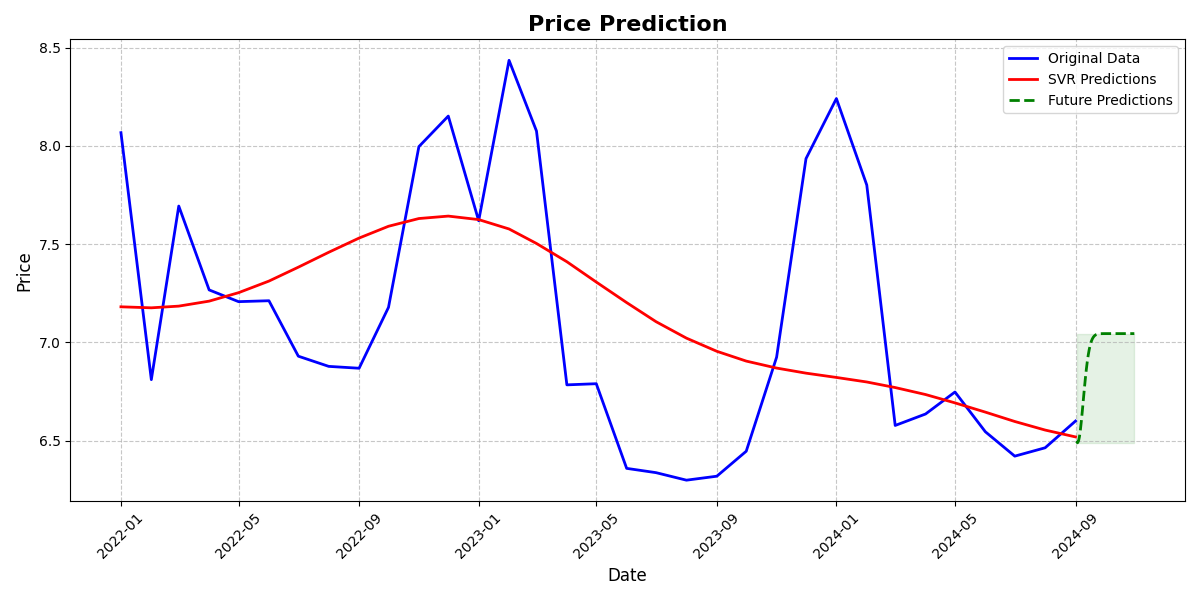 Price Prediction
8.5
8.0
7.5
7.0
6.5
Price
Original Data
SVR Predictions
Future Predictions
2022-01
2022-05
2022-09
2023-01
2023-05
2023-09
2024-01
2024-05
2024-09
Date